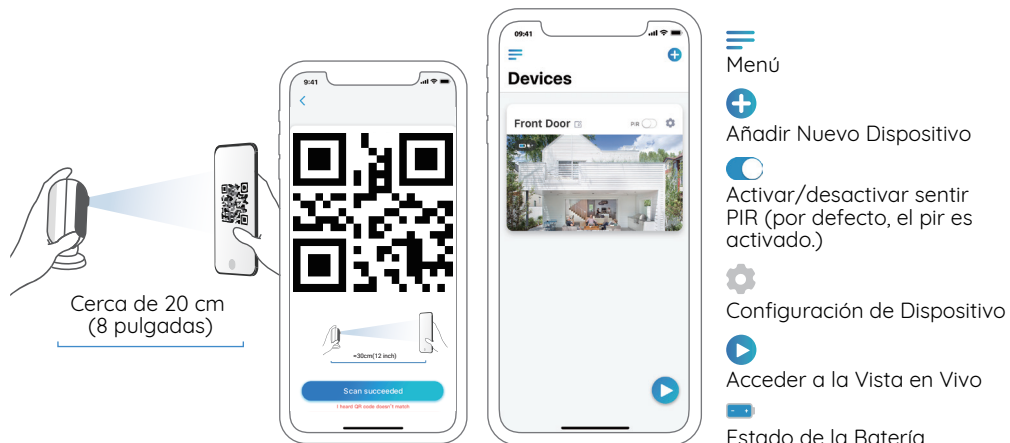 Cerca de 20 cm
(8 pulgadas)
9:41
≈30cm(12 inch)
Scan succeeded
I heard QR code doesn't match
09:41
Devices
Front Door
PIR
Menú
Añadir Nuevo Dispositivo
Activar/desactivar sentir
PIR (por defecto, el pir es
activado.)
Configuración de Dispositivo
Acceder a la Vista en Vivo
Estado de la Batería